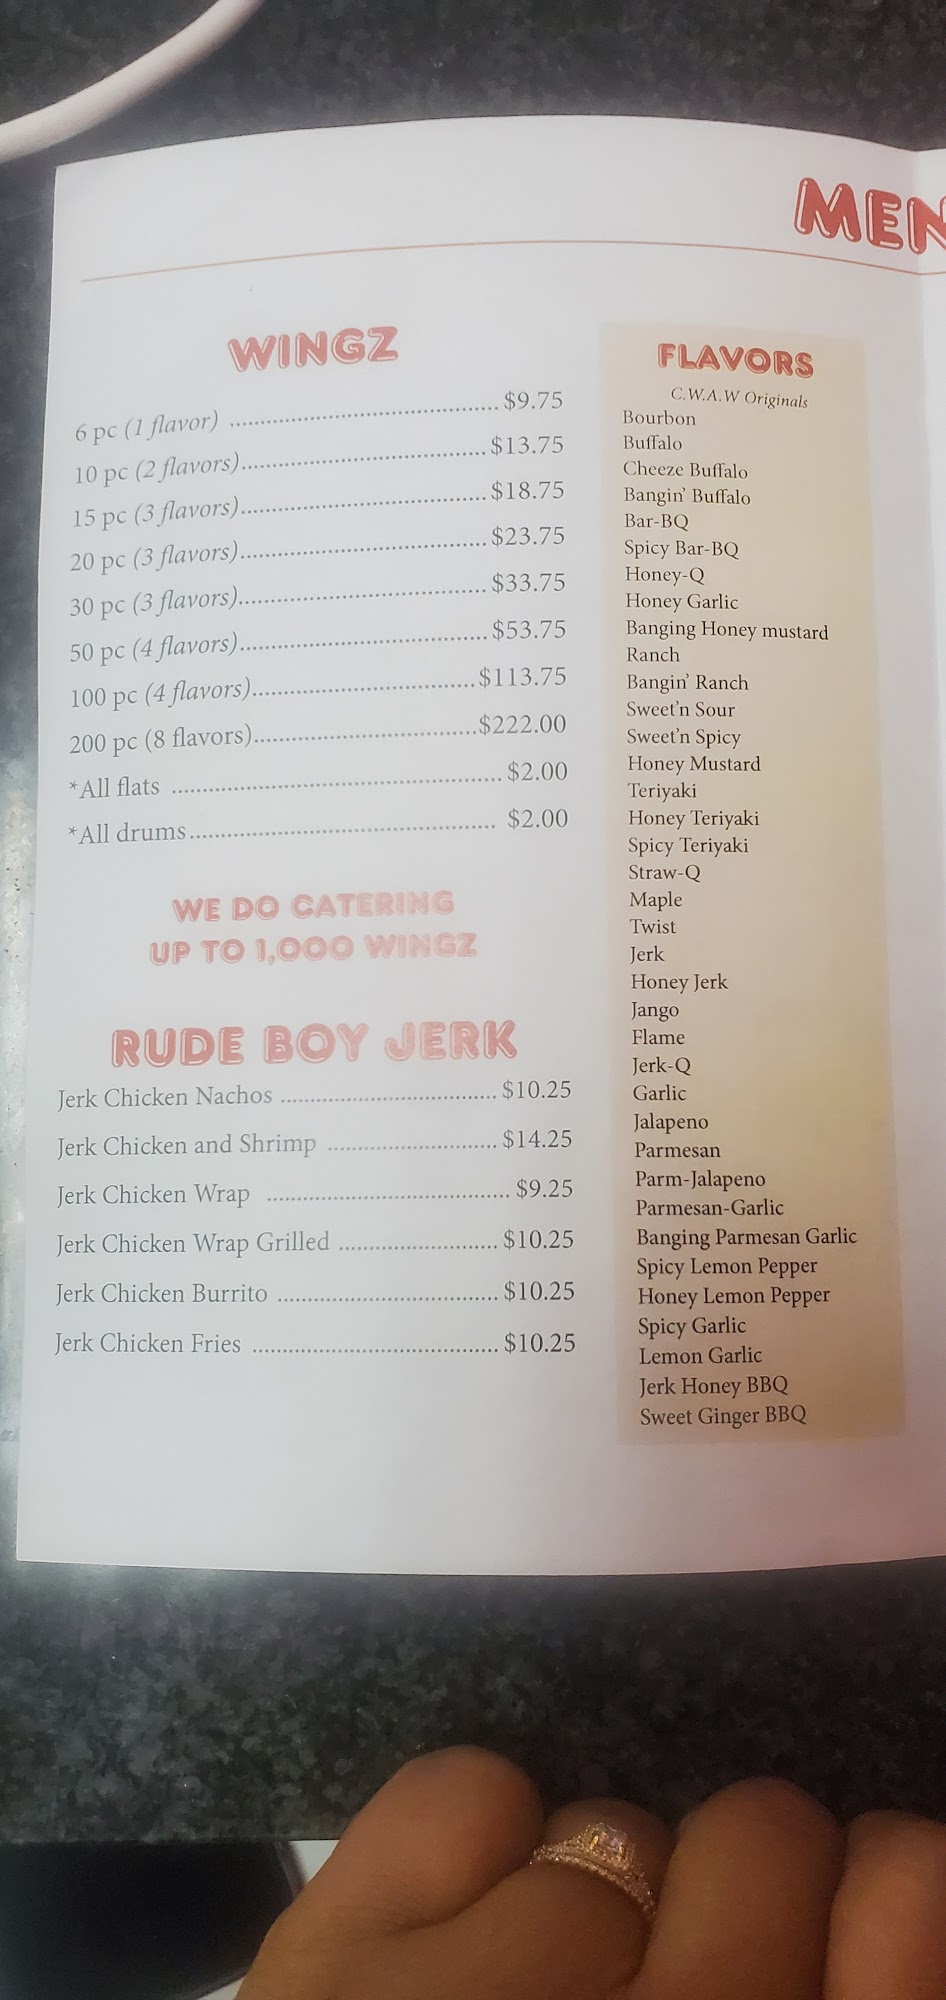 MEN
WINGZ
6 pc (1 flavor) ........ $9.75
10 pc (2 flavors)........ $13.75
15 pc (3 flavors)........ $18.75
20 pc (3 flavors)........ $23.75
30 pc (3 flavors)........ $33.75
50 pc (4 flavors)........ $53.75
100 pc (4 flavors)........ $113.75
200 pc (8 flavors)........ $222.00
*All flats ........ $2.00
*All drums........ $2.00
WE DO CATERING
UP TO 1,000 WINGZ
RUDE BOY JERK
Jerk Chicken Nachos ........ $10.25
Jerk Chicken and Shrimp ........ $14.25
Jerk Chicken Wrap ........ $9.25
Jerk Chicken Wrap Grilled ........ $10.25
Jerk Chicken Burrito ........ $10.25
Jerk Chicken Fries ........ $10.25
FLAVORS
C.W.A.W Originals
Bourbon
Buffalo
Cheeze Buffalo
Bangin' Buffalo
Bar-BQ
Spicy Bar-BQ
Honey-Q
Honey Garlic
Banging Honey mustard
Ranch
Bangin' Ranch
Sweet'n Sour
Sweet'n Spicy
Honey Mustard
Teriyaki
Honey Teriyaki
Spicy Teriyaki
Straw-Q
Maple
Twist
Jerk
Honey Jerk
Jango
Flame
Jerk-Q
Garlic
Jalapeno
Parmesan
Parm-Jalapeno
Parmesan-Garlic
Banging Parmesan Garlic
Spicy Lemon Pepper
Honey Lemon Pepper
Spicy Garlic
Lemon Garlic
Jerk Honey BBQ
Sweet Ginger BBQ